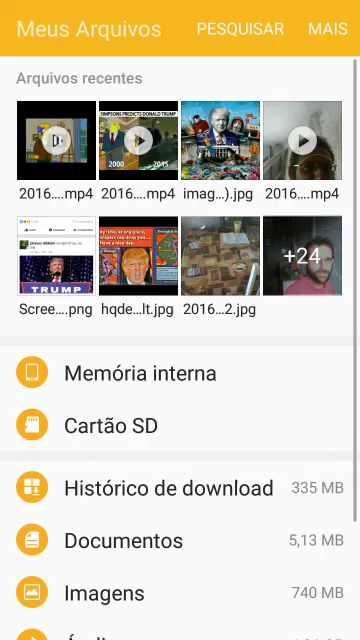 Meus Arquivos
PESQUISAR
MAIS
Arquivos recentes
SIMPSONS PREDICTS DONALD TRUMP
2000
2015
2016....mp4
2016....mp4
imag...).jpg
2016....mp4
TRUMP
+24
Scree....png
hqde...lt.jpg
2016...2.jpg
Memória interna
Cartão SD
Histórico de download
335 MB
Documentos
5,13 MB
Imagens
740 MB